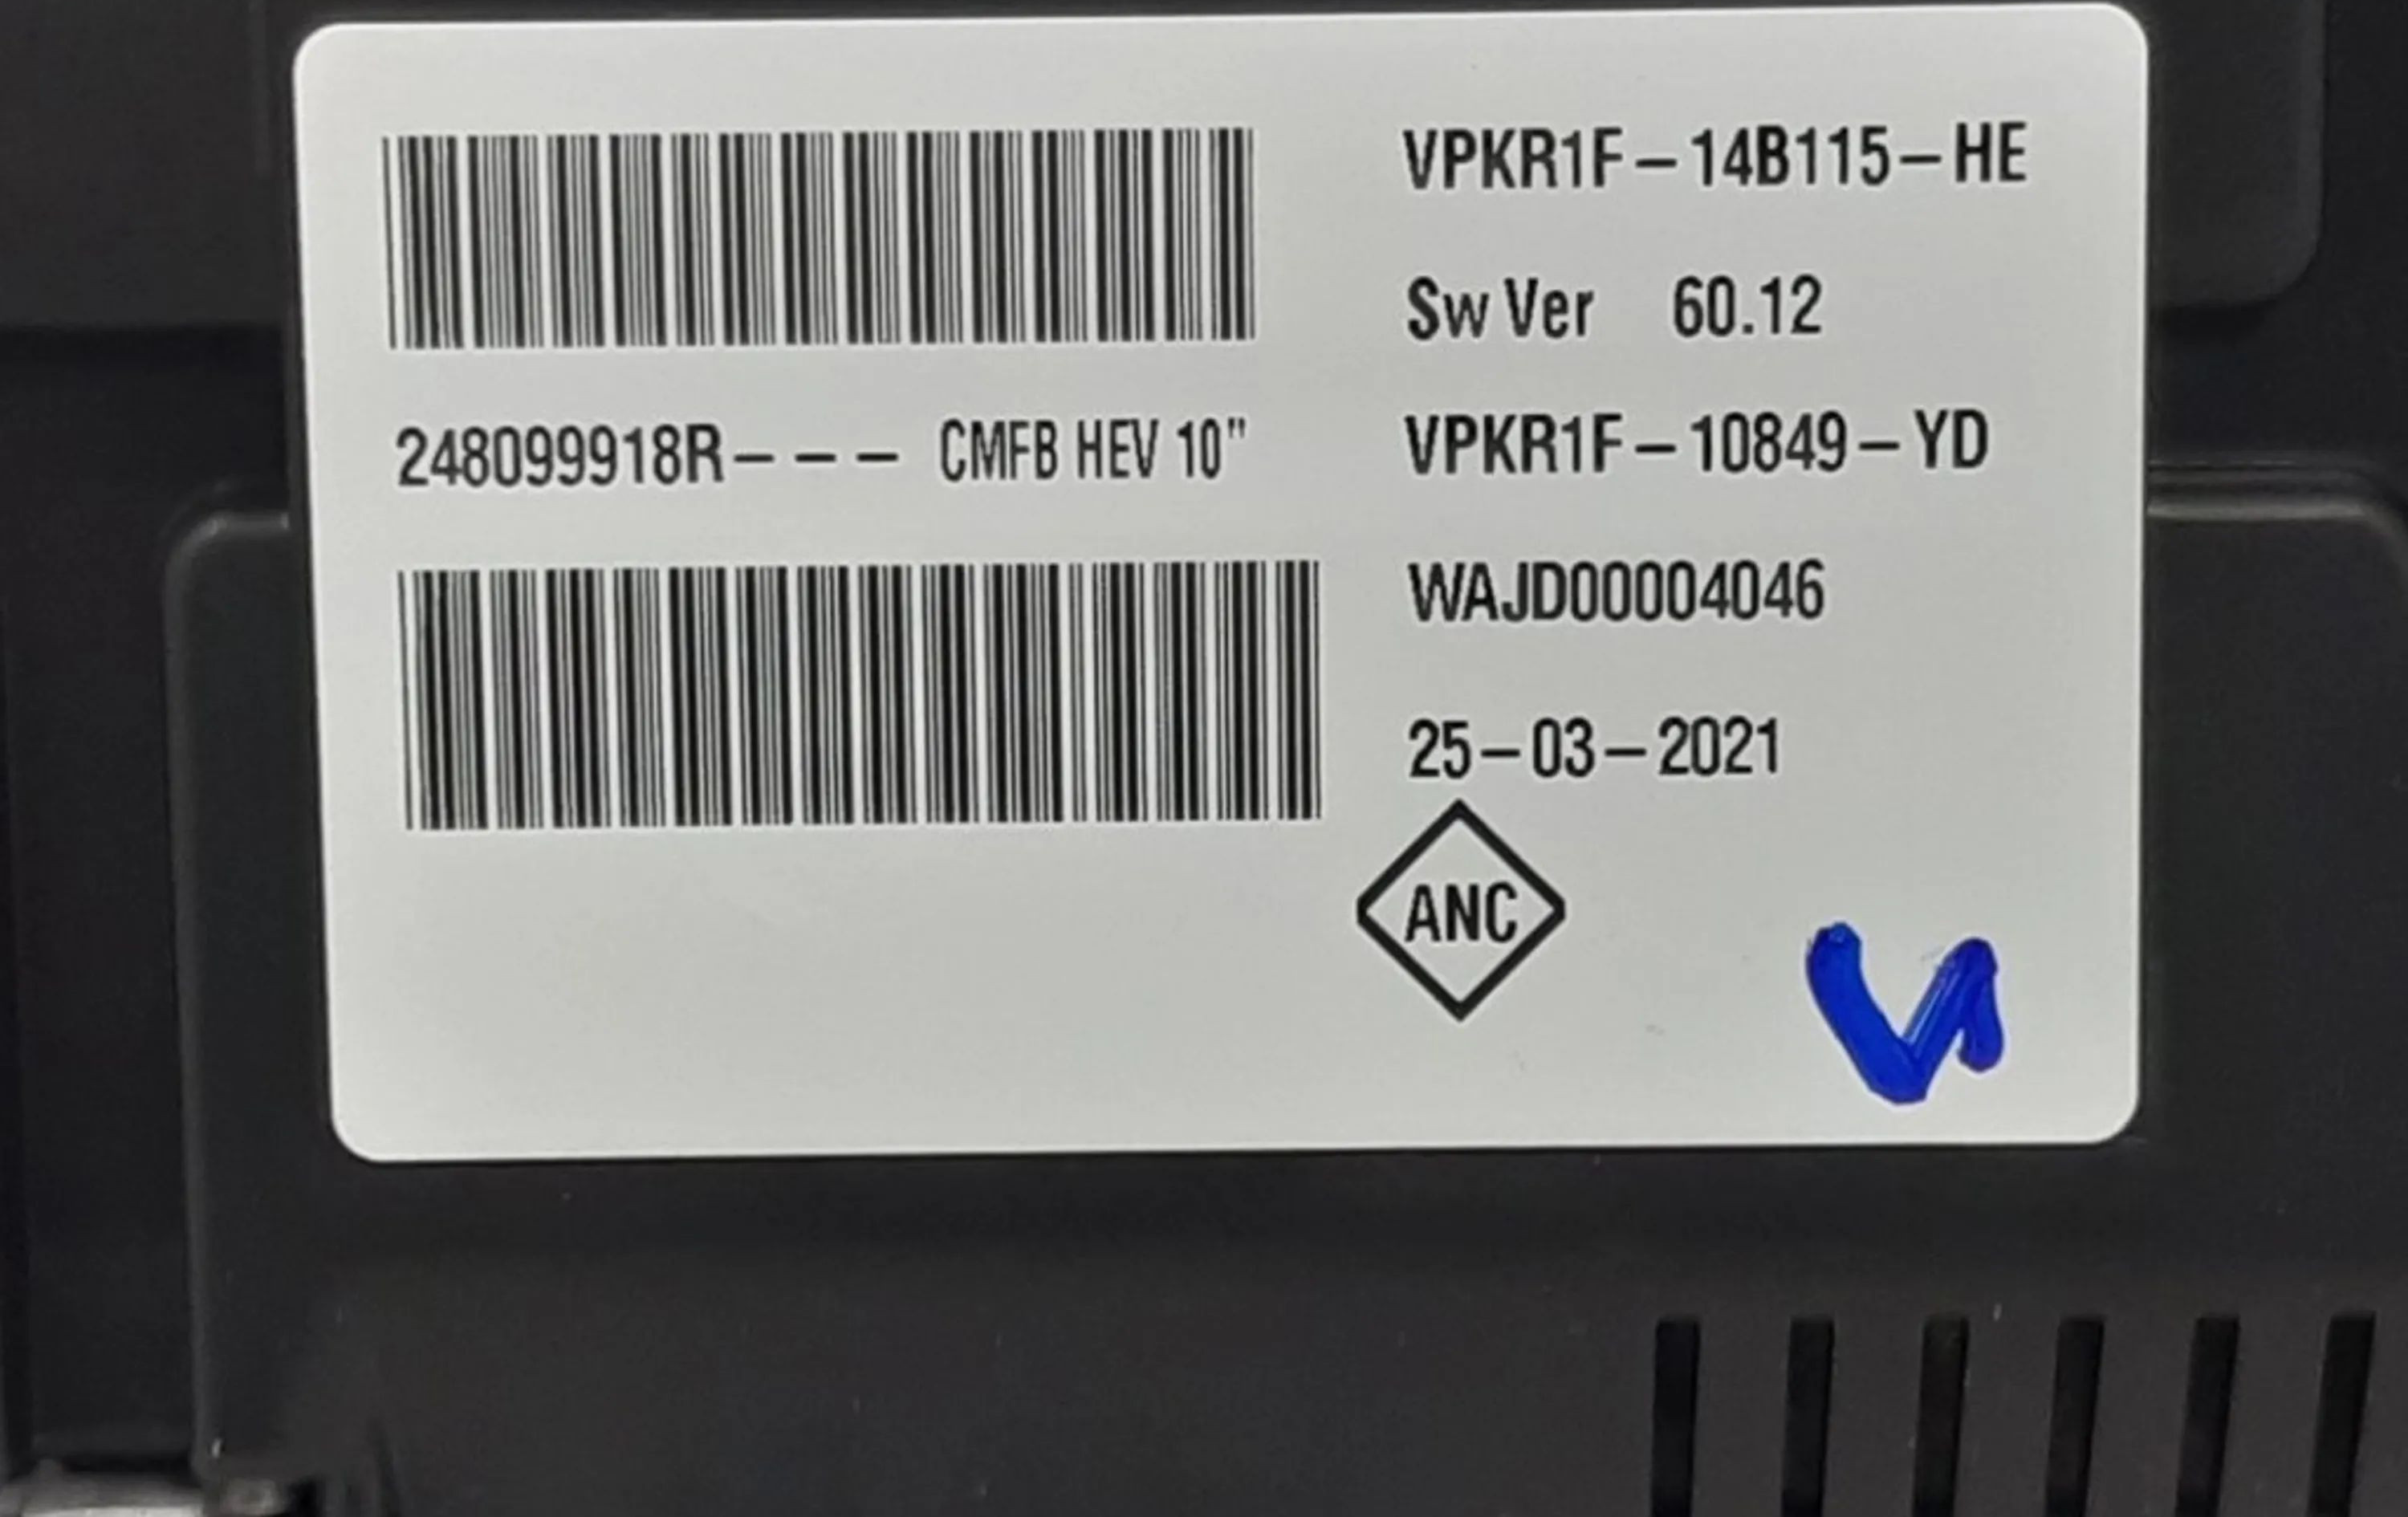 VPKR1F-14B115-HE
Sw Ver 60.12
248099918R--- CMFB HEV 10"
VPKR1F-10849-YD
WAJD00004046
25-03-2021
ANC